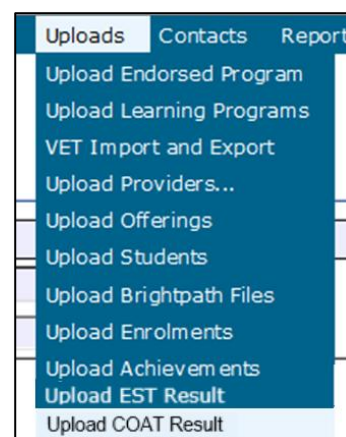 Uploads Contacts Report
Upload Endorsed Program
Upload Learning Programs
VET Import and Export
Upload Providers...
Upload Offerings
Upload Students
Upload Brightpath Files
Upload Enrolments
Upload Achievements
Upload EST Result
Upload COAT Result